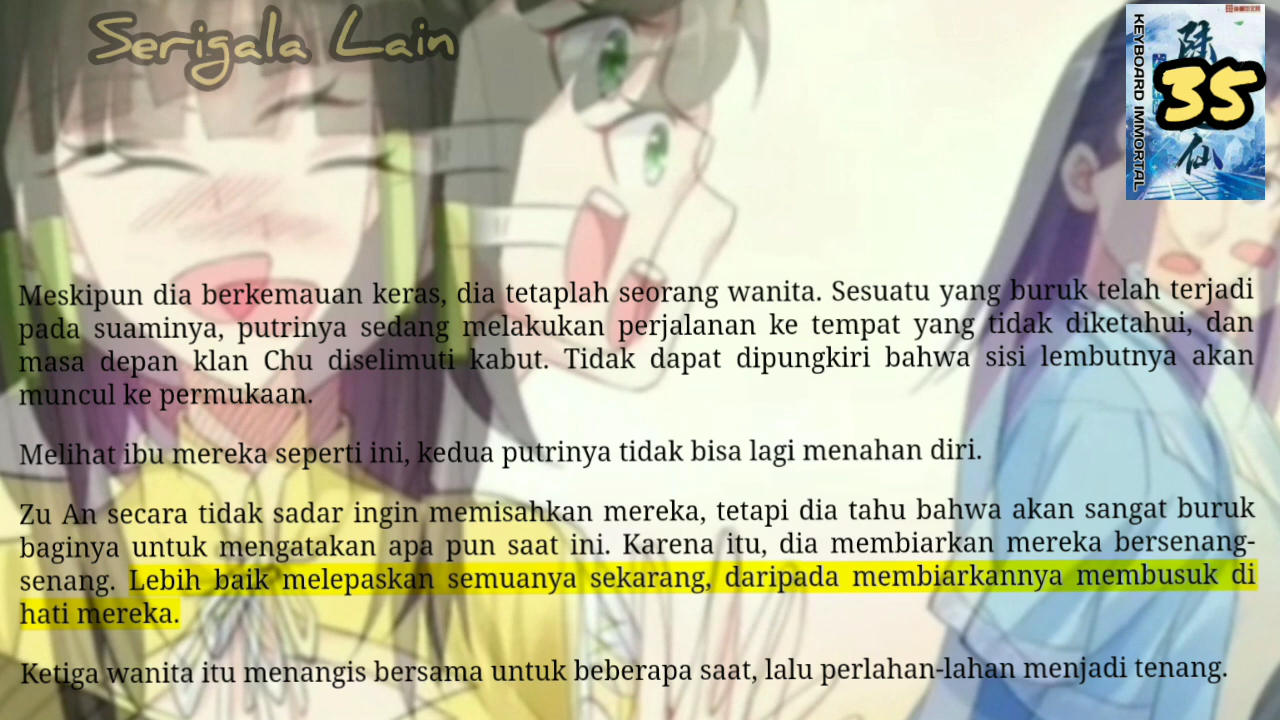 Serigala Lain
KEYBOARD IMMORTAL
35
仙
Meskipun dia berkemauan keras, dia tetaplah seorang wanita. Sesuatu yang buruk telah terjadi
pada suaminya, putrinya sedang melakukan perjalanan ke tempat yang tidak diketahui, dan
masa depan klan Chu diselimuti kabut. Tidak dapat dipungkiri bahwa sisi lembutnya akan
muncul ke permukaan.
Melihat ibu mereka seperti ini, kedua putrinya tidak bisa lagi menahan diri.
Zu An secara tidak sadar ingin memisahkan mereka, tetapi dia tahu bahwa akan sangat buruk
baginya untuk mengatakan apa pun saat ini. Karena itu, dia membiarkan mereka bersenang-
senang. Lebih baik melepaskan semuanya sekarang, daripada membiarkannya membusuk di
hati mereka.
Ketiga wanita itu menangis bersama untuk beberapa saat, lalu perlahan-lahan menjadi tenang.